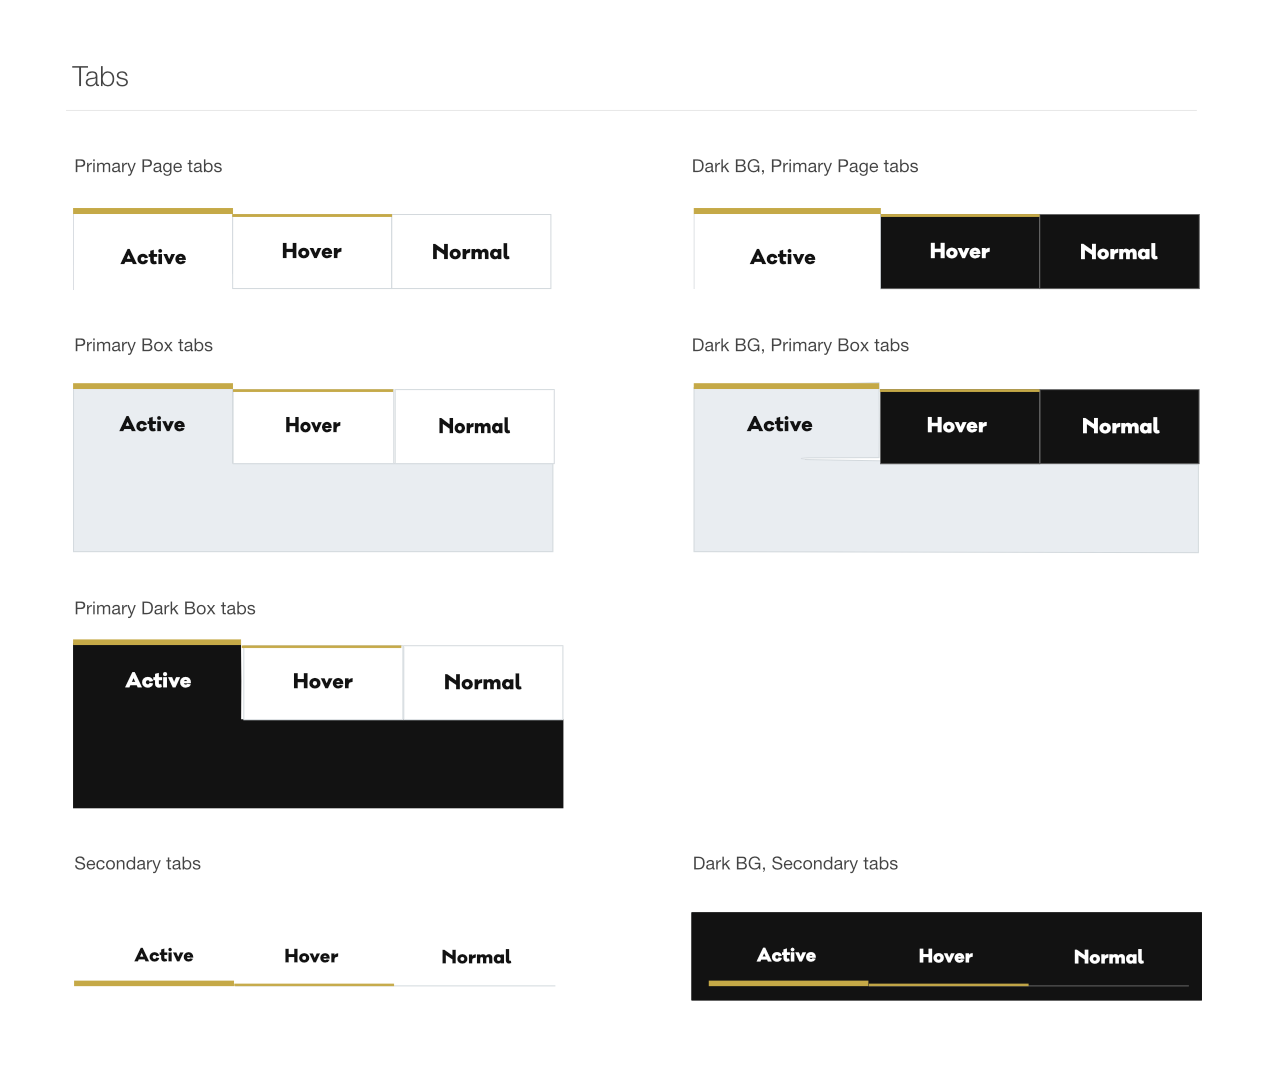 Tabs
Primary Page tabs
Active Hover Normal
Dark BG, Primary Page tabs
Active Hover Normal
Primary Box tabs
Active Hover Normal
Dark BG, Primary Box tabs
Active Hover Normal
Primary Dark Box tabs
Active Hover Normal
Secondary tabs
Active Hover Normal
Dark BG, Secondary tabs
Active Hover Normal